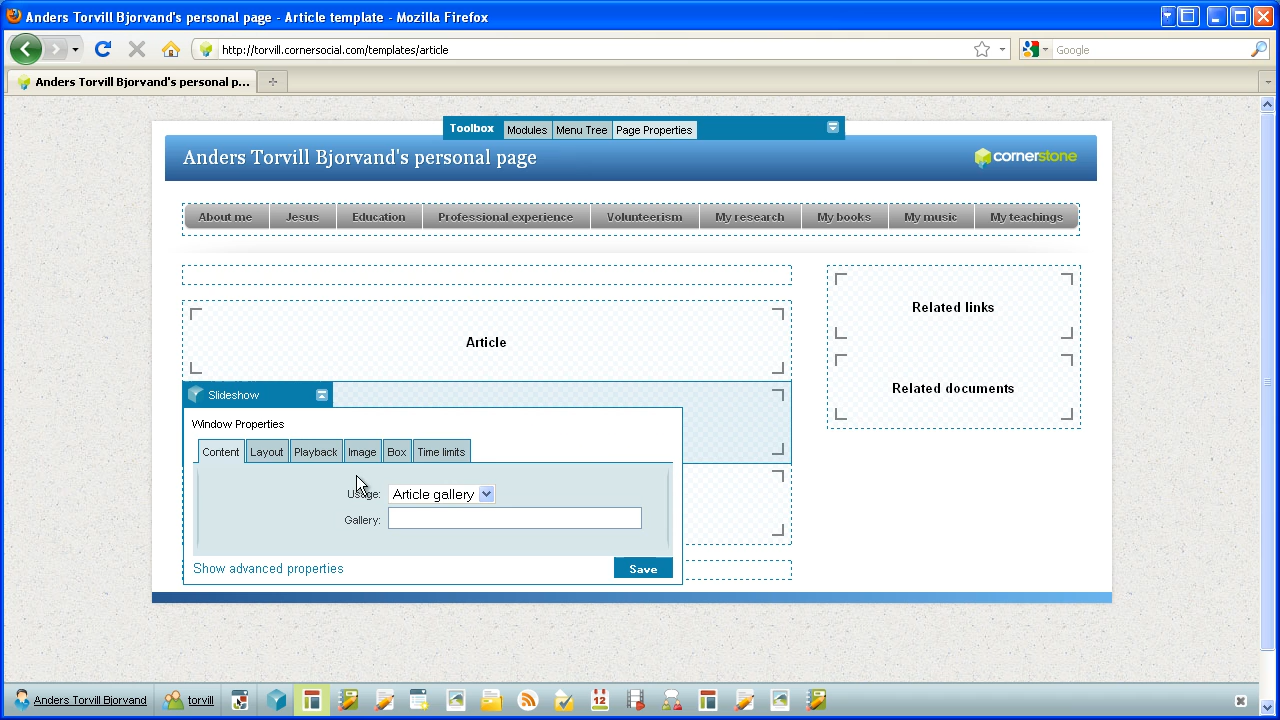 Anders Torvill Bjorvand's personal page - Article template - Mozilla Firefox
http://torvill.cornersocial.com/templates/article
Google
Anders Torvill Bjorvand's personal p...
Toolbox Modules Menu Tree Page Properties
Anders Torvill Bjorvand's personal page
cornerstone
About me Jesus Education Professional experience Volunteerism My research My books My music My teachings
Article
Related links
Related documents
Slideshow
Window Properties
Content Layout Playback Image Box Time limits
Usage: Article gallery
Gallery:
Show advanced properties Save
Anders Torvill Bjorvand torvill 12